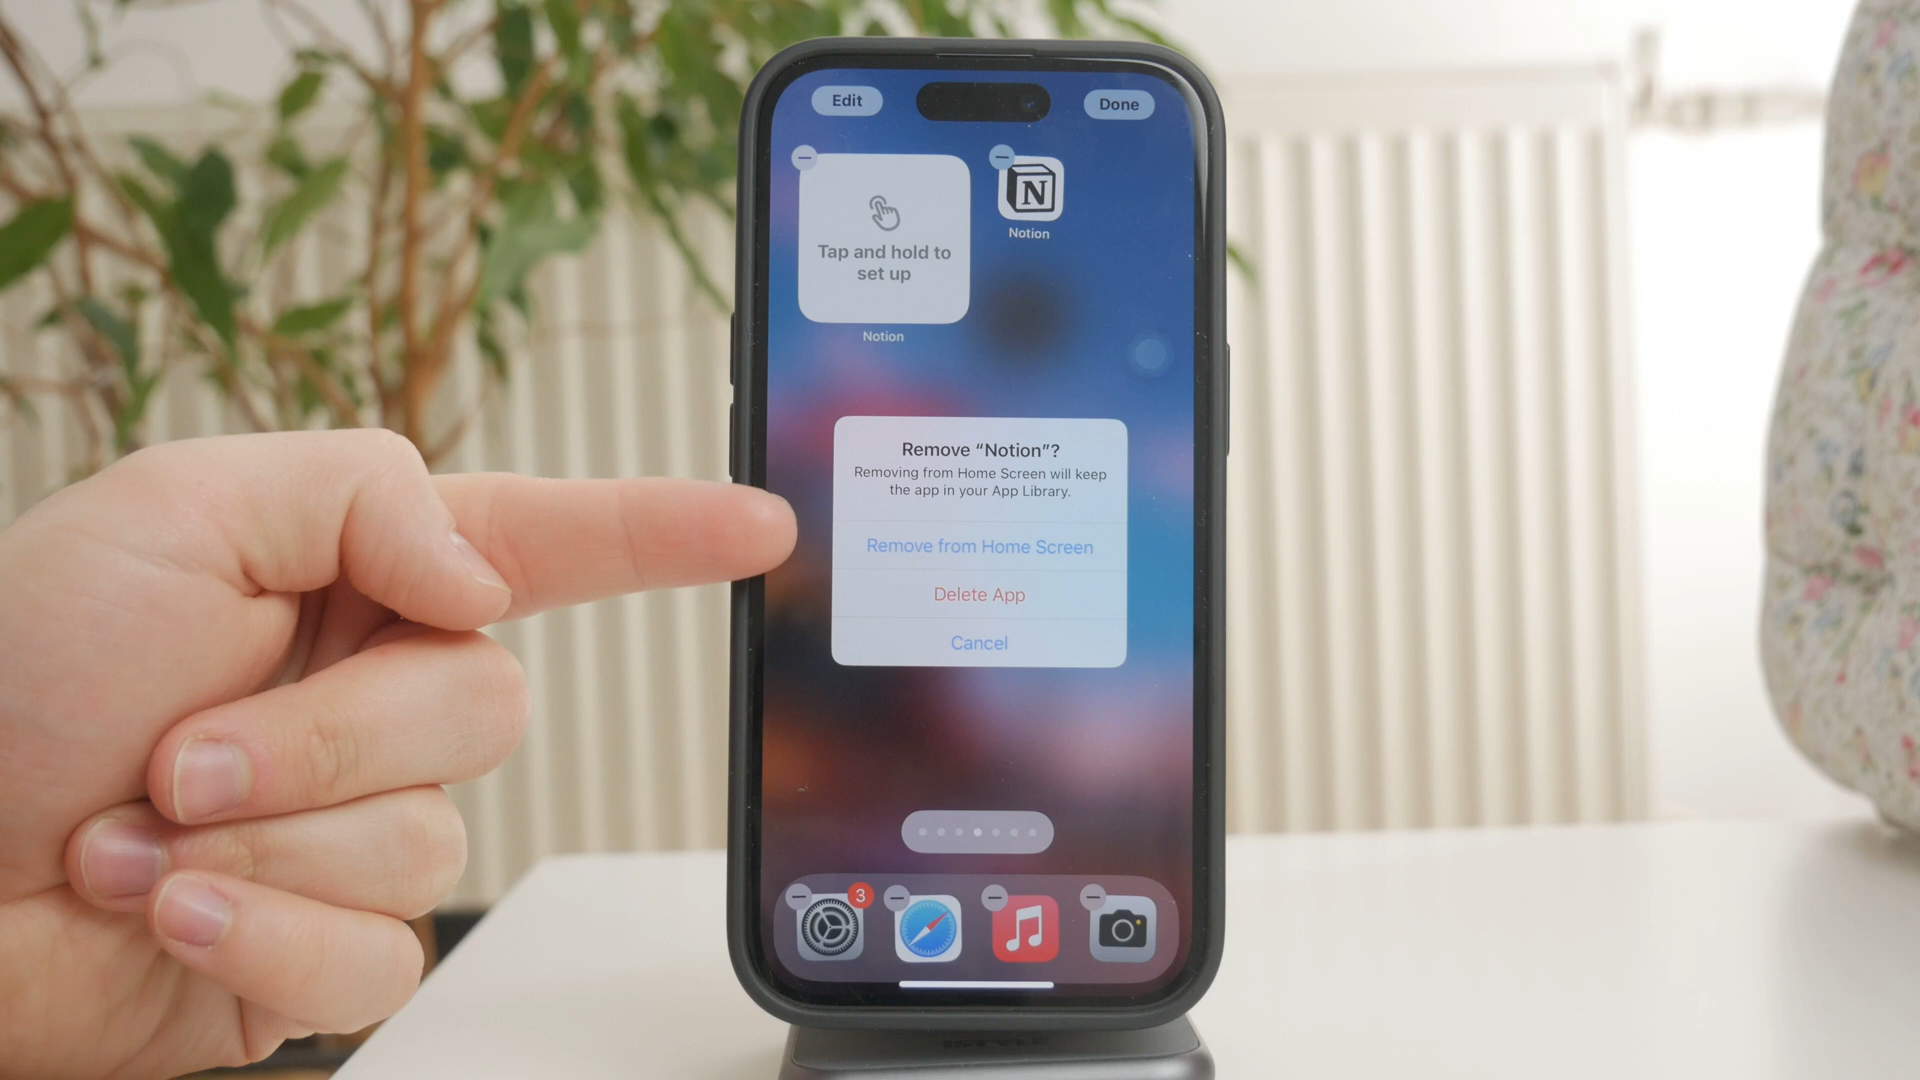 Edit
Done
Tap and hold to
set up
N
Notion
Notion
Remove “Notion”?
Removing from Home Screen will keep
the app in your App Library.
Remove from Home Screen
Delete App
Cancel
3